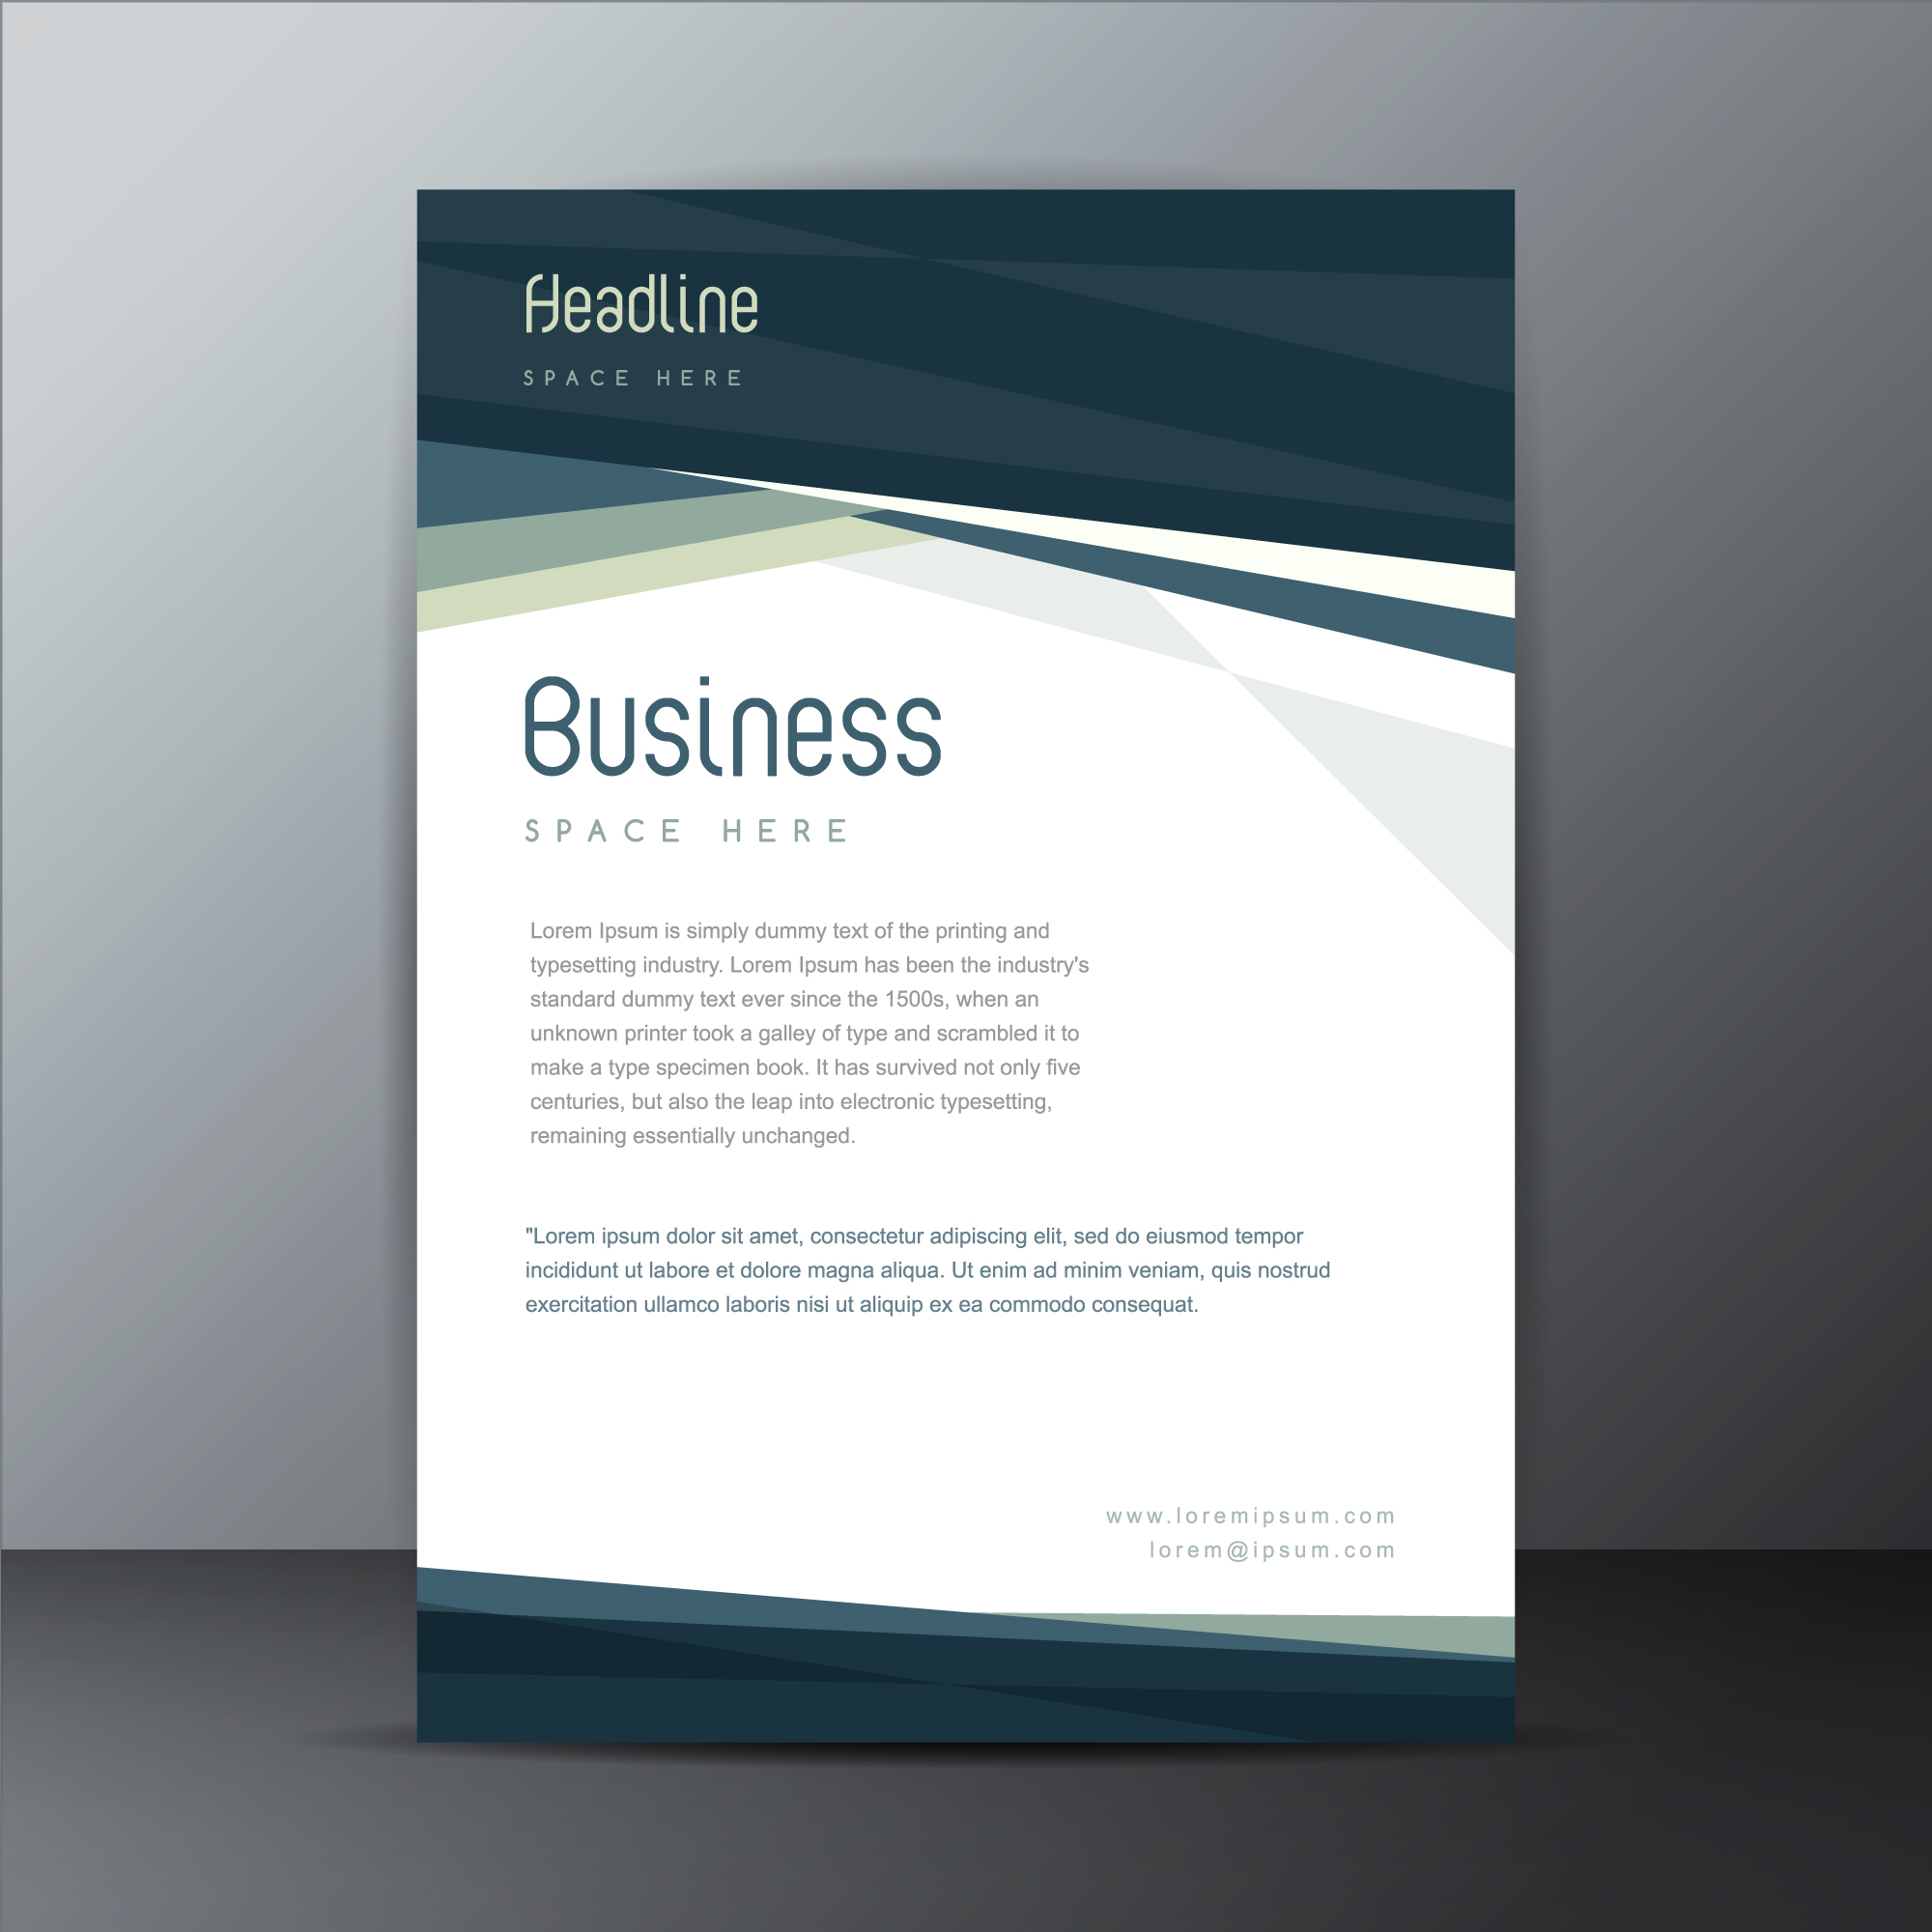 Headline
SPACE HERE
Business
SPACE HERE
Lorem Ipsum is simply dummy text of the printing and
typesetting industry. Lorem Ipsum has been the industry's
standard dummy text ever since the 1500s, when an
unknown printer took a galley of type and scrambled it to
make a type specimen book. It has survived not only five
centuries, but also the leap into electronic typesetting,
remaining essentially unchanged.
"Lorem ipsum dolor sit amet, consectetur adipiscing elit, sed do eiusmod tempor
incididunt ut labore et dolore magna aliqua. Ut enim ad minim veniam, quis nostrud
exercitation ullamco laboris nisi ut aliquip ex ea commodo consequat.
www.loremipsum.com
lorem@ipsum.com